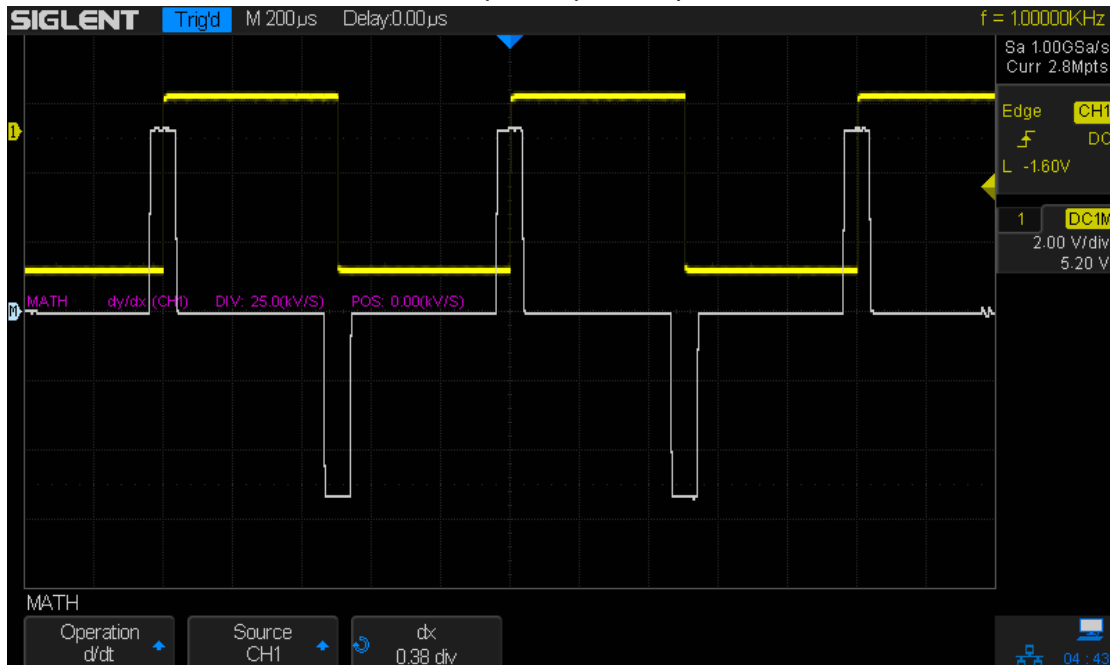 SIGLENT Trig'd M 200µs Delay:0.00µs f = 1.00000KHz
Sa 1.00GSa/s
Curr 2.8Mpts
Edge CH1
DC
L -1.60V
1 DC1M
2.00 V/div
5.20 V
1
MATH dy/dx (CH1) DIV: 25.0(kV/S) POS: 0.00(kV/S)
M
MATH
Operation
d/dt
Source
CH1
dx
0.38 div
04 : 43